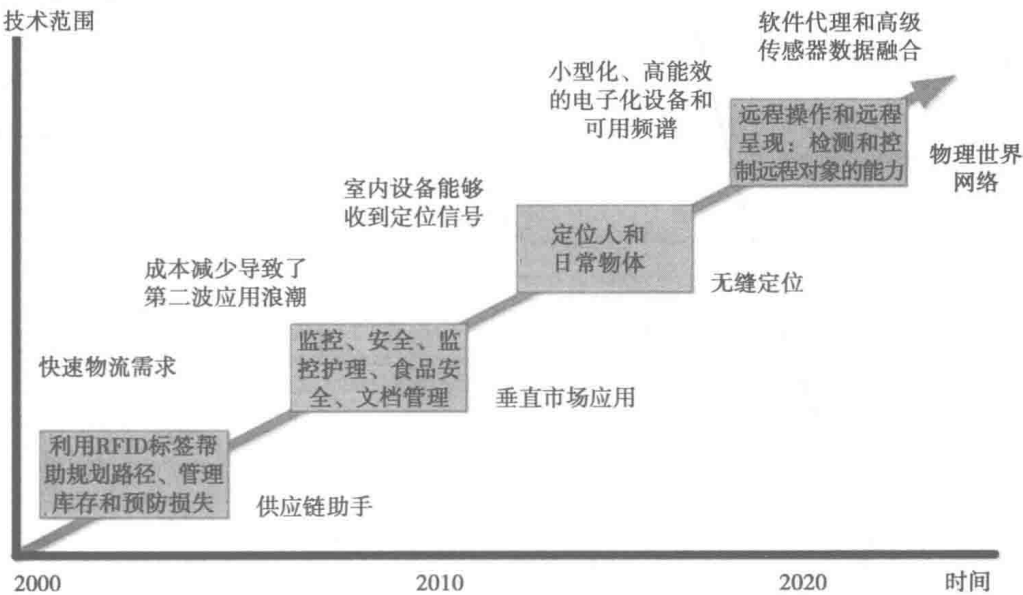 技术范围
软件代理和高级
传感器数据融合
小型化、高能效
的电子化设备和
可用频谱
远程操作和远程
呈现：检测和控
制远程对象的能力
物理世界
网络
室内设备能够
收到定位信号
定位人和
日常物体
无缝定位
成本减少导致了
第二波应用浪潮
监控、安全、监
控护理、食品安
全、文档管理
垂直市场应用
快速物流需求
利用RFID标签帮
助规划路径、管理
库存和预防损失
供应链助手
2000
2010
2020
时间